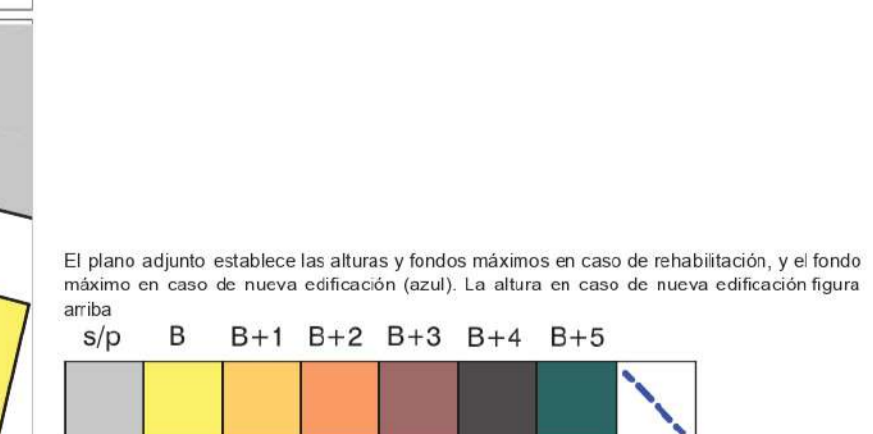 El plano adjunto establece las alturas y fondos máximos en caso de rehabilitación, y el fondo
máximo en caso de nueva edificación (azul). La altura en caso de nueva edificación figura
arriba
s/p B B+1 B+2 B+3 B+4 B+5